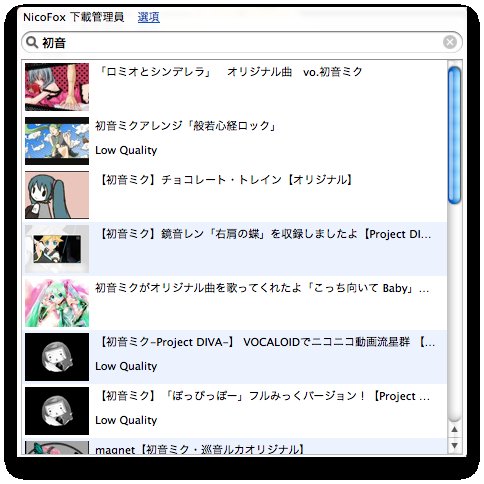 NicoFox 下載管理員 選項
初音
「ロミオとシンデレラ」 オリジナル曲 vo.初音ミク
初音ミクアレンジ「般若心経ロック」
Low Quality
【初音ミク】チョコレート・トレイン【オリジナル】
【初音ミク】鏡音レン「右肩の蝶」を収録しましたよ【Project DI...
初音ミクがオリジナル曲を歌ってくれたよ「こっち向いて Baby」...
【初音ミク-Project DIVA-】 VOCALOIDでニコニコ動画流星群 【...
Low Quality
【初音ミク】「ぽっぴっぽー」フルみっくバージョン！【Project ...
Low Quality
magnet【初音ミク・巡音ルカオリジナル】